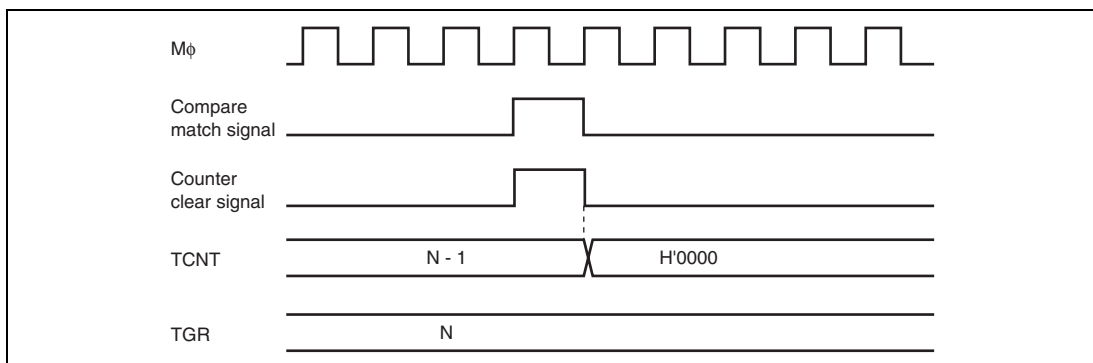 Mφ
Compare
match signal
Counter
clear signal
TCNT
N - 1
H'0000
TGR
N